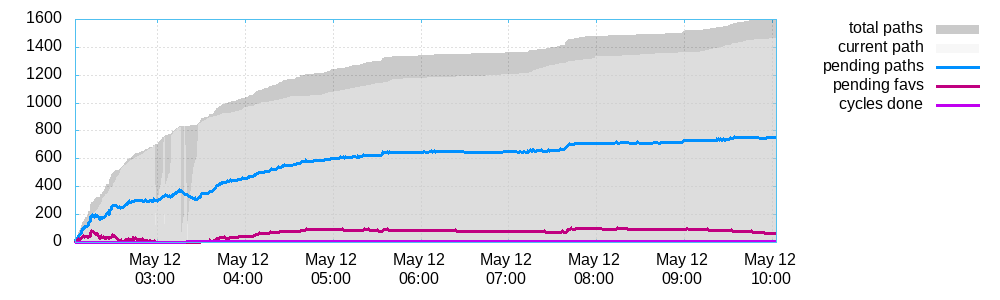 1600
1400
1200
1000
800
600
400
200
0
May 12
03:00
May 12
04:00
May 12
05:00
May 12
06:00
May 12
07:00
May 12
08:00
May 12
09:00
May 12
10:00
total paths
current path
pending paths
pending favs
cycles done